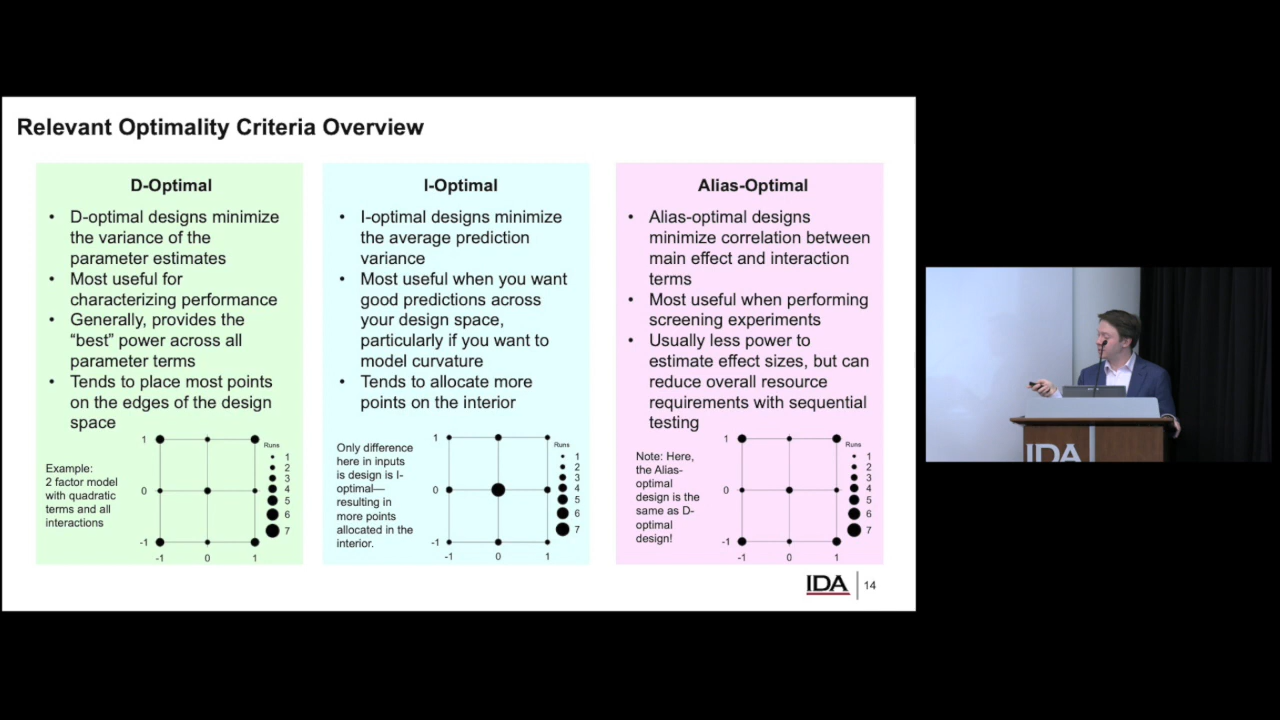 Relevant Optimality Criteria Overview
D-Optimal
• D-optimal designs minimize
the variance of the
parameter estimates
• Most useful for
characterizing performance
• Generally, provides the
“best” power across all
parameter terms
• Tends to place most points
on the edges of the design
space
Example:
2 factor model
with quadratic
terms and all
interactions
1
0
-1
-1 0 1
Runs
1
2
3
4
5
6
7
I-Optimal
• I-optimal designs minimize
the average prediction
variance
• Most useful when you want
good predictions across
your design space,
particularly if you want to
model curvature
• Tends to allocate more
points on the interior
Only difference
here in inputs
is design is I-
optimal—
resulting in
more points
allocated in the
interior.
1
0
-1
-1 0 1
Runs
1
2
3
4
5
6
7
Alias-Optimal
• Alias-optimal designs
minimize correlation between
main effect and interaction
terms
• Most useful when performing
screening experiments
• Usually less power to
estimate effect sizes, but can
reduce overall resource
requirements with sequential
testing
Note: Here,
the Alias-
optimal
design is the
same as D-
optimal
design!
1
0
-1
-1 0 1
Runs
1
2
3
4
5
6
7
IDA 14
IDA